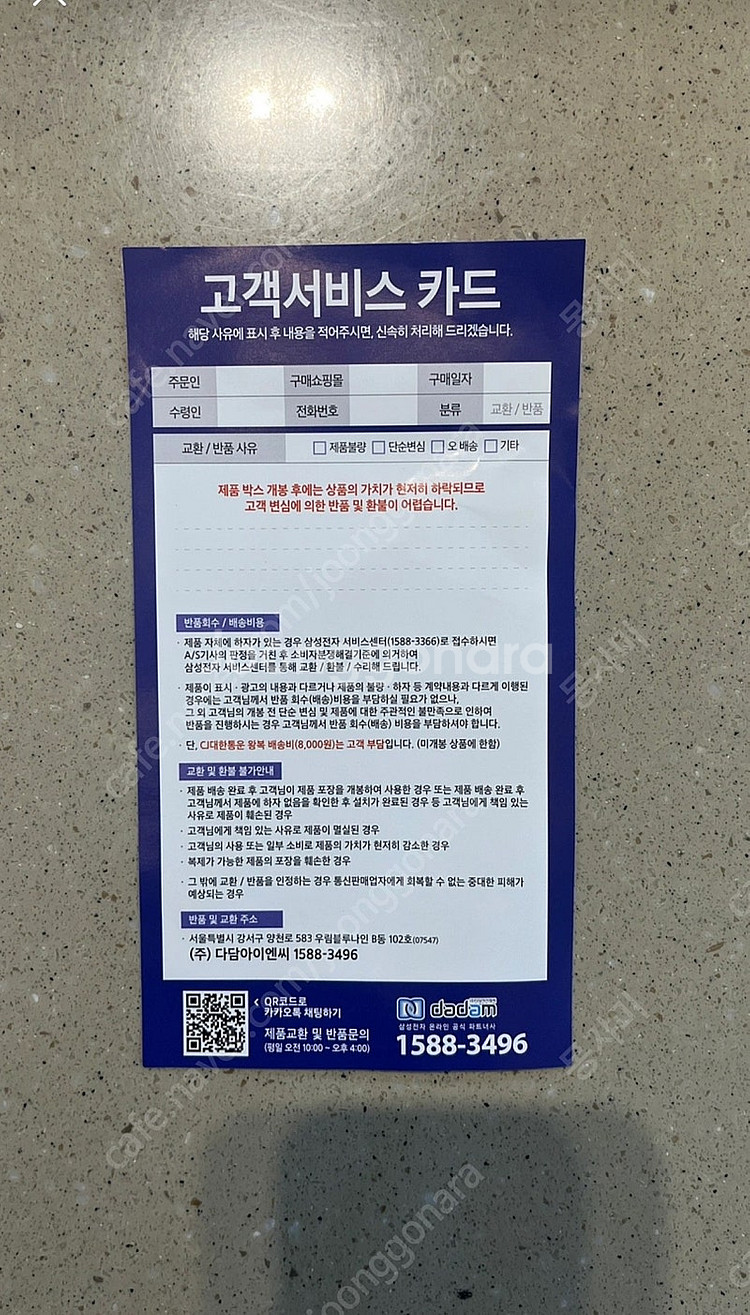 고객서비스 카드
해당 사유에 표시 후 내용을 적어주시면, 신속히 처리해 드리겠습니다.
주문인 구매쇼핑몰 구매일자
수령인 전화번호 분류 교환 / 반품
교환 / 반품 사유 제품불량 단순변심 오 배송 기타
제품 박스 개봉 후에는 상품의 가치가 현저히 하락되므로
고객 변심에 의한 반품 및 환불이 어렵습니다.
반품회수 / 배송비용
· 제품 자체에 하자가 있는 경우 삼성전자 서비스센터(1588-3366)로 접수하시면
A/S기사의 판정을 거친 후 소비자분쟁해결기준에 의거하여
삼성전자 서비스센터를 통해 교환 / 환불 / 수리해 드립니다.
· 제품이 표시 · 광고의 내용과 다르거나 제품의 불량 · 하자 등 계약내용과 다르게 이행된
경우에는 고객님께서 반품 회수(배송)비용을 부담하실 필요가 없으나,
그 외 고객님의 개봉 전 단순 변심 및 제품에 대한 주관적인 불만족으로 인하여
반품을 진행하시는 경우 고객님께서 반품 회수(배송) 비용을 부담하셔야 합니다.
· 단, CJ대한통운 왕복 배송비(8,000원)는 고객 부담입니다. (미개봉 상품에 한함)
교환 및 환불 불가안내
· 제품 배송 완료 후 고객님이 제품 포장을 개봉하여 사용한 경우 또는 제품 배송 완료 후
고객님께서 제품에 하자 없음을 확인한 후 설치가 완료된 경우 등 고객님에게 책임 있는
사유로 제품이 훼손된 경우
· 고객님에게 책임 있는 사유로 제품이 멸실된 경우
· 고객님의 사용 또는 일부 소비로 제품의 가치가 현저히 감소한 경우
· 복제가 가능한 제품의 포장을 훼손한 경우
· 그 밖에 교환 / 반품을 인정하는 경우 통신판매업자에게 회복할 수 없는 중대한 피해가
예상되는 경우
반품 및 교환 주소
· 서울특별시 강서구 양천로 583 우림블루나인 B동 102호(07547)
(주) 다담아이엔씨 1588-3496
QR코드로
카카오톡 채팅하기
제품교환 및 반품문의
(평일 오전 10:00 ~ 오후 4:00)
dadam
삼성전자 온라인 공식 파트너사
1588-3496